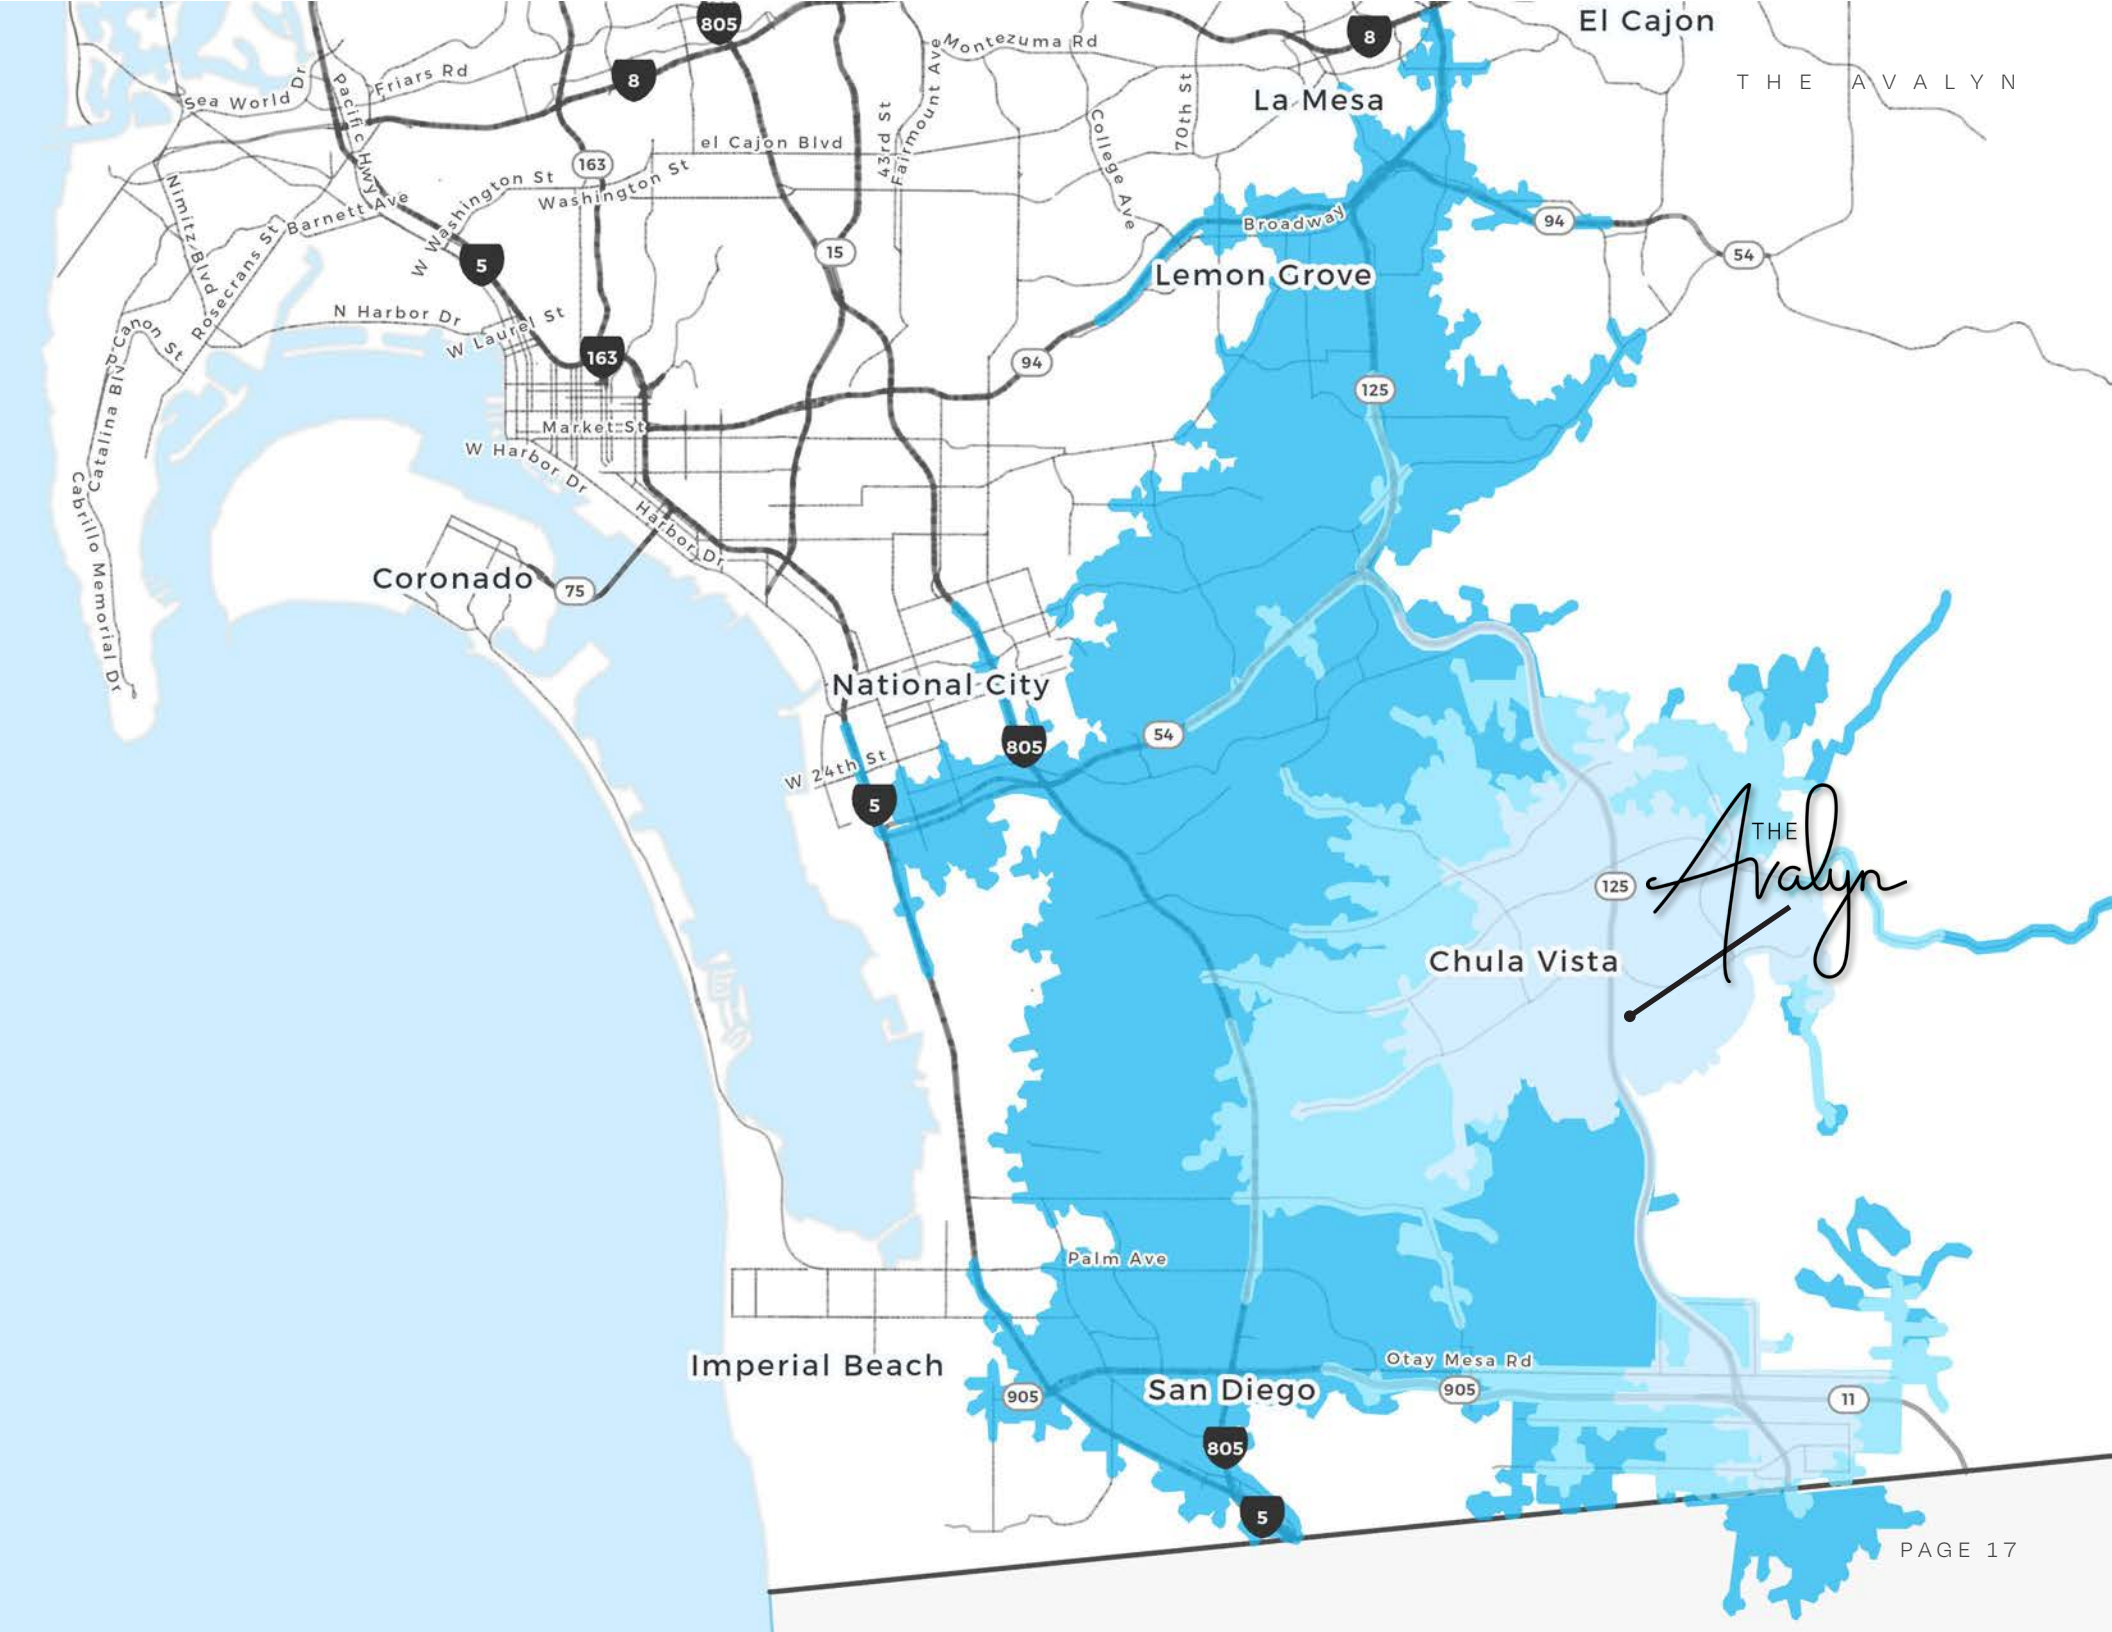 805
El Cajon
8
Montezuma Rd
THE AVALYN
Friars Rd
8
Sea World Dr
Pacific Hwy
La Mesa
70th St
College Ave
43rd St
Fairmount Ave
el Cajon Blvd
163
Washington St
Washington St
W Washington St
Barnett Ave
Nimitz Blvd
Rosecrans St
Broadway
94
54
15
5
Lemon Grove
N Harbor Dr
W Laurel St
Canon St
Catalina Blvd
163
94
125
Market St
W Harbor Dr
Harbor Dr
Cabrillo Memorial Dr
Coronado
75
National City
54
805
W 24th St
5
THE
Avalyn
125
Chula Vista
Palm Ave
Imperial Beach
Otay Mesa Rd
905
San Diego
905
11
805
5
PAGE 17